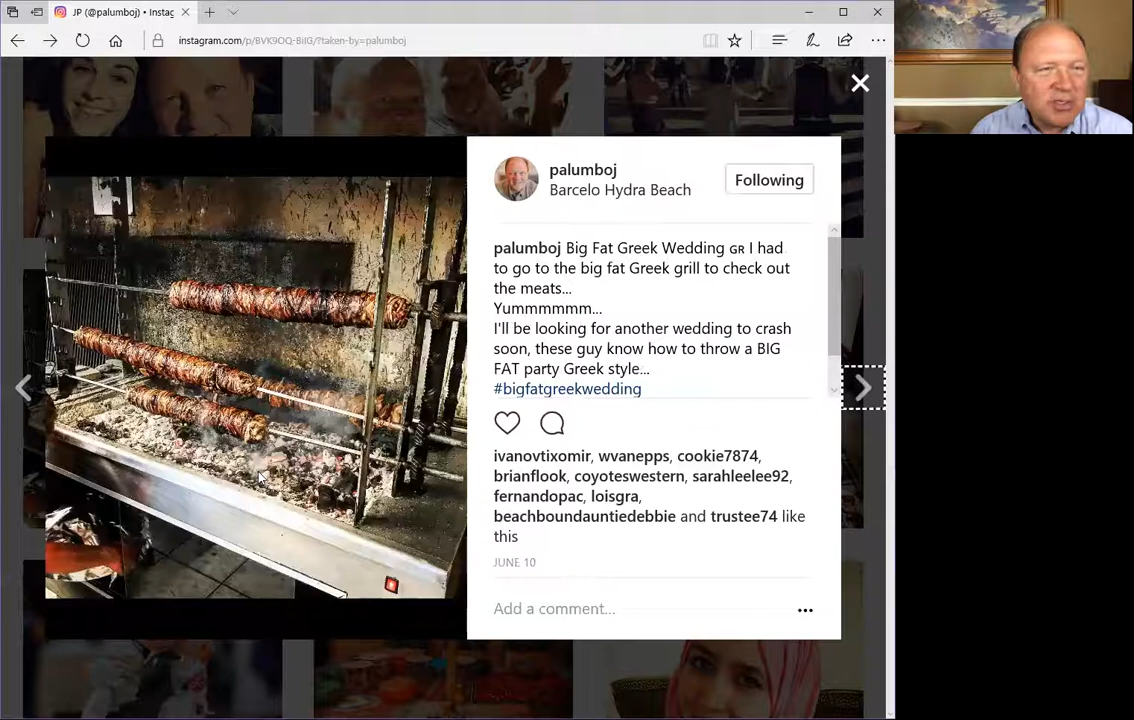 JP (@palumboj) • Instag
instagram.com/p/BVK9OQ-BiIG/?taken-by=palumboj
palumboj
Barcelo Hydra Beach
Following
palumboj Big Fat Greek Wedding GR I had
to go to the big fat Greek grill to check out
the meats...
Yummmmmm...
I'll be looking for another wedding to crash
soon, these guy know how to throw a BIG
FAT party Greek style...
#bigfatgreekwedding
ivanovtixomir, wvanepps, cookie7874,
brianflook, coyoteswestern, sarahleelee92,
fernandopac, loisgra,
beachboundauntiedebbie and trustee74 like
this
JUNE 10
Add a comment...